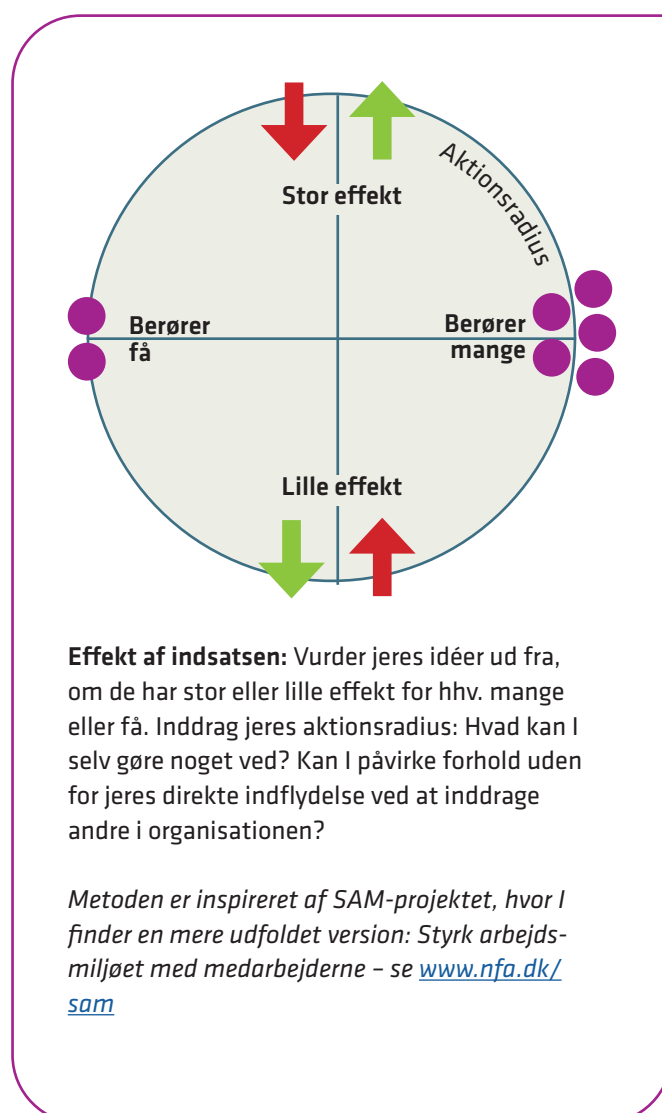 Stor effekt
Aktionsradius
Berører
få
Berører
mange
Lille effekt
Effekt af indsatsen: Vurder jeres idéer ud fra,
om de har stor eller lille effekt for hhv. mange
eller få. Inddrag jeres aktionsradius: Hvad kan I
selv gøre noget ved? Kan I påvirke forhold uden
for jeres direkte indflydelse ved at inddrage
andre i organisationen?
Metoden er inspireret af SAM-projektet, hvor I
finder en mere udfoldet version: Styrk arbejds-
miljøet med medarbejderne – se www.nfa.dk/
sam